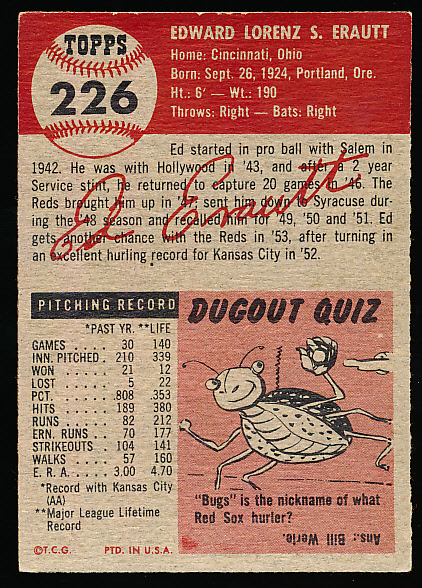 TOPPS
226
EDWARD LORENZ S. ERAUTT
Home: Cincinnati, Ohio
Born: Sept. 26, 1924, Portland, Ore.
Ht.: 6' — Wt.: 190
Throws: Right — Bats: Right
Ed started in pro ball with Salem in
1942. He was with Hollywood in '43, and after a 2 year
Service stint, he returned to capture 20 games in '46. The
Reds brought him up in '47, sent him down to Syracuse dur-
ing the '48 season and recalled him for '49, '50 and '51. Ed
gets another chance with the Reds in '53, after turning in
an excellent hurling record for Kansas City in '52.
Ed Erautt
PITCHING RECORD
*PAST YR. **LIFE
GAMES . . . . . 30 140
INN. PITCHED . 210 339
WON . . . . . . 21 12
LOST . . . . . . 5 22
PCT. . . . . . . .808 .353
HITS . . . . . . 189 380
RUNS . . . . . . 82 212
ERN. RUNS . . . 70 177
STRIKEOUTS . . 104 141
WALKS . . . . . 57 160
E. R. A. . . . . . 3.00 4.70
*Record with Kansas City
(AA)
**Major League Lifetime
Record
©T.C.G. PTD. IN U.S.A.
DUGOUT QUIZ
"Bugs" is the nickname of what
Red Sox hurler?
Ans.: Bill Werle.